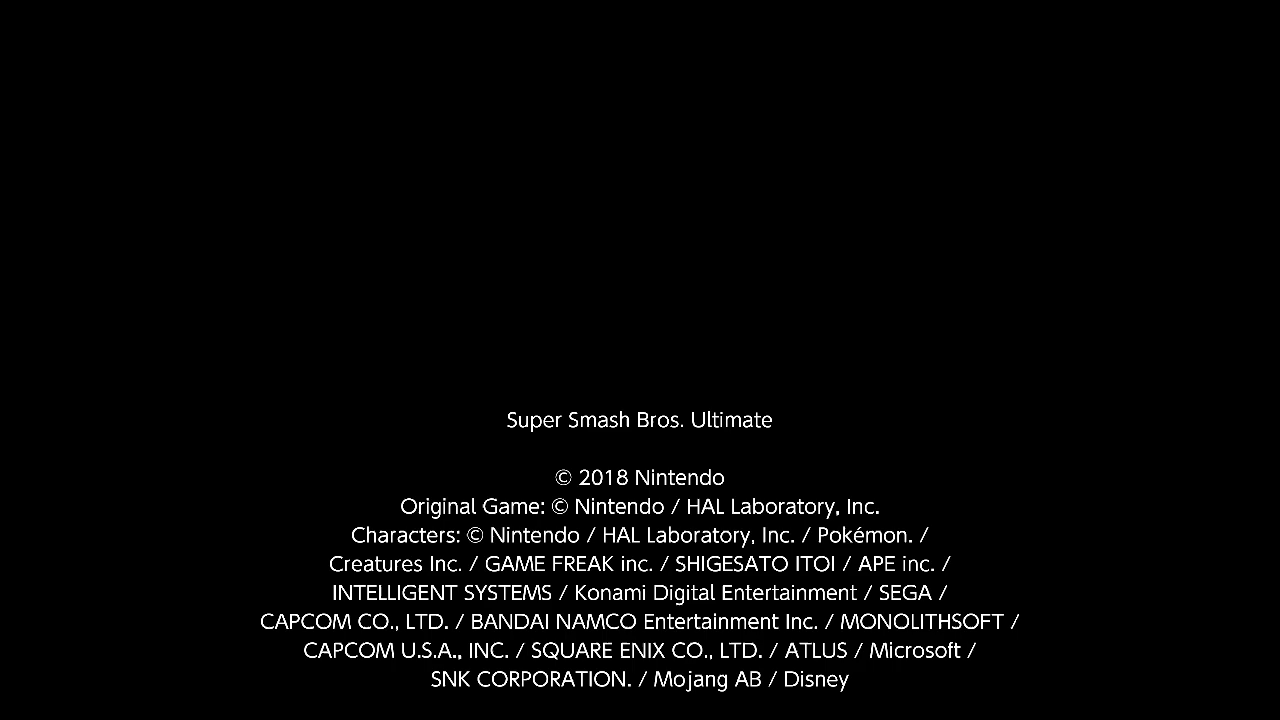 Super Smash Bros. Ultimate
© 2018 Nintendo
Original Game: © Nintendo / HAL Laboratory, Inc.
Characters: © Nintendo / HAL Laboratory, Inc. / Pokémon. /
Creatures Inc. / GAME FREAK inc. / SHIGESATO ITOI / APE inc. /
INTELLIGENT SYSTEMS / Konami Digital Entertainment / SEGA /
CAPCOM CO., LTD. / BANDAI NAMCO Entertainment Inc. / MONOLITHSOFT /
CAPCOM U.S.A., INC. / SQUARE ENIX CO., LTD. / ATLUS / Microsoft /
SNK CORPORATION. / Mojang AB / Disney